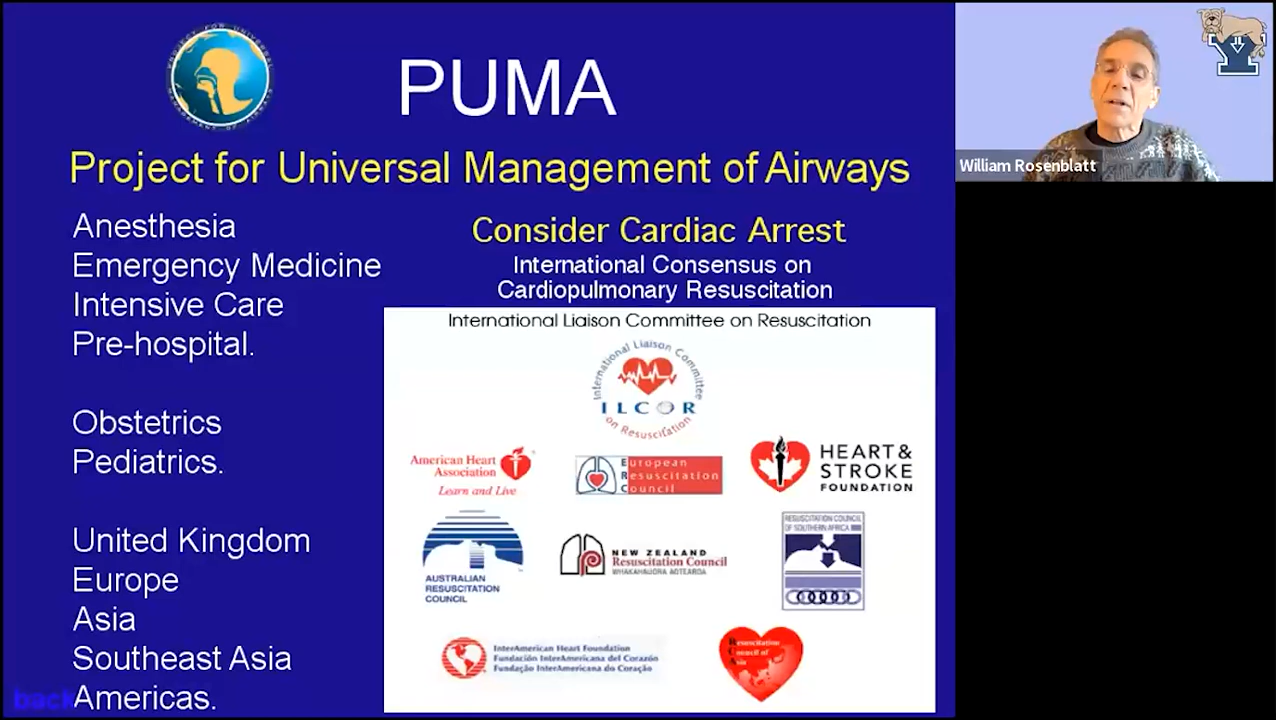 PUMA
Project for Universal Management of Airways
Anesthesia
Emergency Medicine
Intensive Care
Pre-hospital.
Obstetrics
Pediatrics.
United Kingdom
Europe
Asia
Southeast Asia
Americas.
back
Consider Cardiac Arrest
International Consensus on
Cardiopulmonary Resuscitation
International Liaison Committee on Resuscitation
International Liaison Committee
ILCOR
on Resuscitation
American Heart
Association
Learn and Live
European
Resuscitation
Council
HEART &
STROKE
FOUNDATION
AUSTRALIAN
RESUSCITATION
COUNCIL
NEW ZEALAND
Resuscitation Council
WHAKAHAUORA AOTEAROA
RESUSCITATION COUNCIL
OF SOUTHERN AFRICA
InterAmerican Heart Foundation
Fundación InterAmericana del Corazón
Fundação InterAmericana do Coração
Resuscitation
Council of
Asia
William Rosenblatt
Y